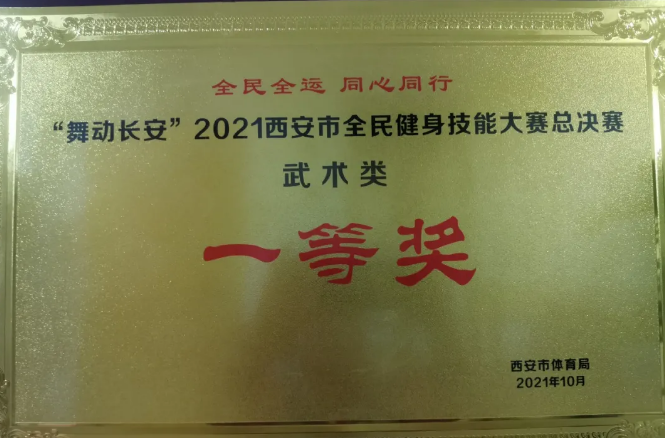 全民全运 同心同行
“舞动长安”2021西安市全民健身技能大赛总决赛
武术类
一等奖
西安市体育局
2021年10月